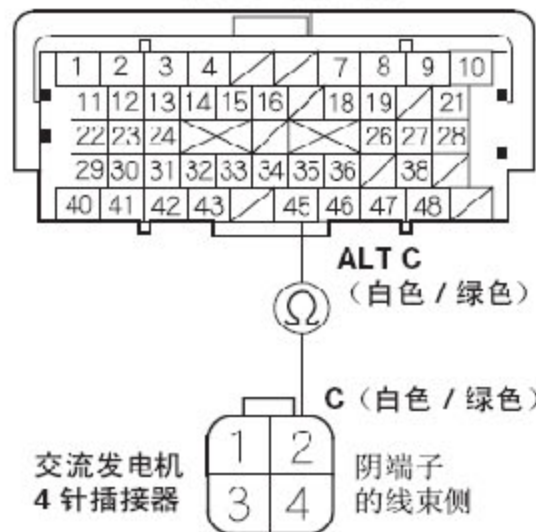 1 2 3 4 7 8 9 10
11 12 13 14 15 16 18 19 21
22 23 24 26 27 28
29 30 31 32 33 34 35 36 38
40 41 42 43 45 46 47 48
ALT C
（白色 / 绿色）
Ω
C（白色 / 绿色）
1 2
3 4
交流发电机
4 针插接器
阴端子
的线束侧